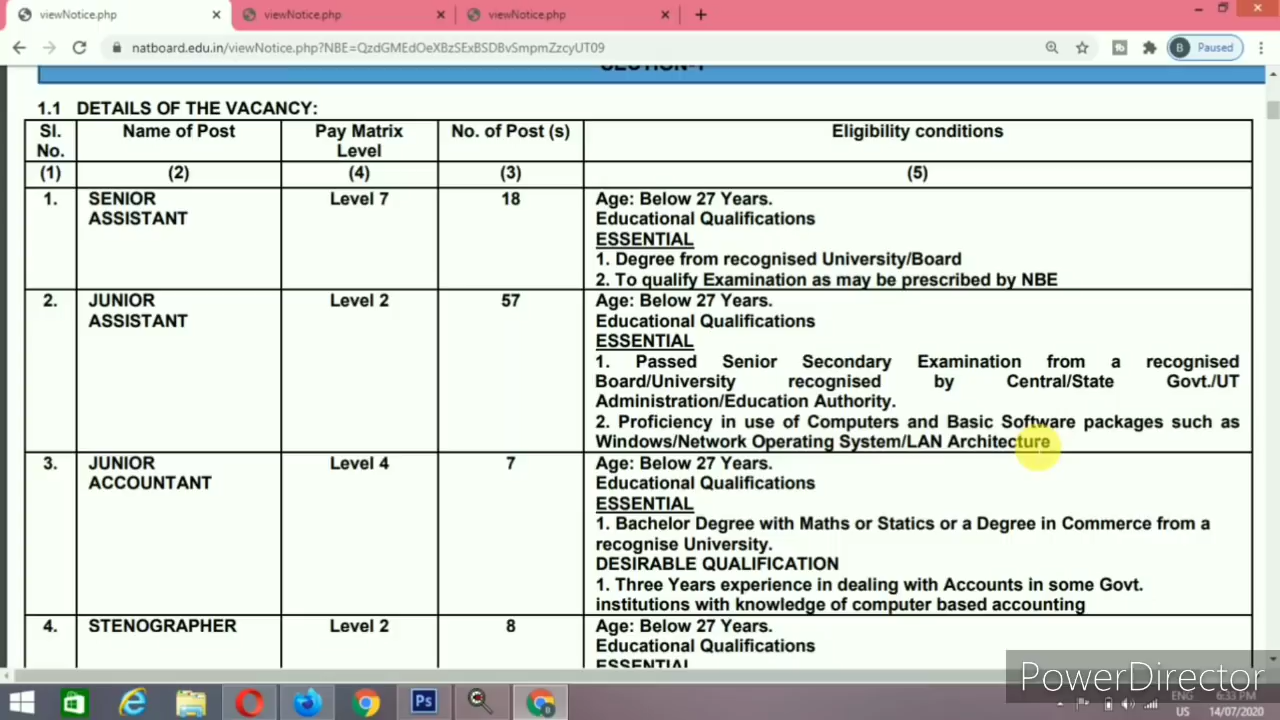 viewNotice.php
viewNotice.php
viewNotice.php
natboard.edu.in/viewNotice.php?NBE=QzdGMEdOeXBzSExBSDBvSmpmZzcyUT09
B Paused
SECTION-1
1.1 DETAILS OF THE VACANCY:
Sl. No.
Name of Post
Pay Matrix Level
No. of Post (s)
Eligibility conditions
(1)
(2)
(4)
(3)
(5)
1.
SENIOR
ASSISTANT
Level 7
18
Age: Below 27 Years.
Educational Qualifications
ESSENTIAL
1. Degree from recognised University/Board
2. To qualify Examination as may be prescribed by NBE
2.
JUNIOR
ASSISTANT
Level 2
57
Age: Below 27 Years.
Educational Qualifications
ESSENTIAL
1. Passed Senior Secondary Examination from a recognised
Board/University recognised by Central/State Govt./UT
Administration/Education Authority.
2. Proficiency in use of Computers and Basic Software packages such as
Windows/Network Operating System/LAN Architecture
3.
JUNIOR
ACCOUNTANT
Level 4
7
Age: Below 27 Years.
Educational Qualifications
ESSENTIAL
1. Bachelor Degree with Maths or Statics or a Degree in Commerce from a
recognise University.
DESIRABLE QUALIFICATION
1. Three Years experience in dealing with Accounts in some Govt.
institutions with knowledge of computer based accounting
4.
STENOGRAPHER
Level 2
8
Age: Below 27 Years.
Educational Qualifications
ESSENTIAL
PowerDirector
Ps
B
ENG
US
6:33 PM
14/07/2020